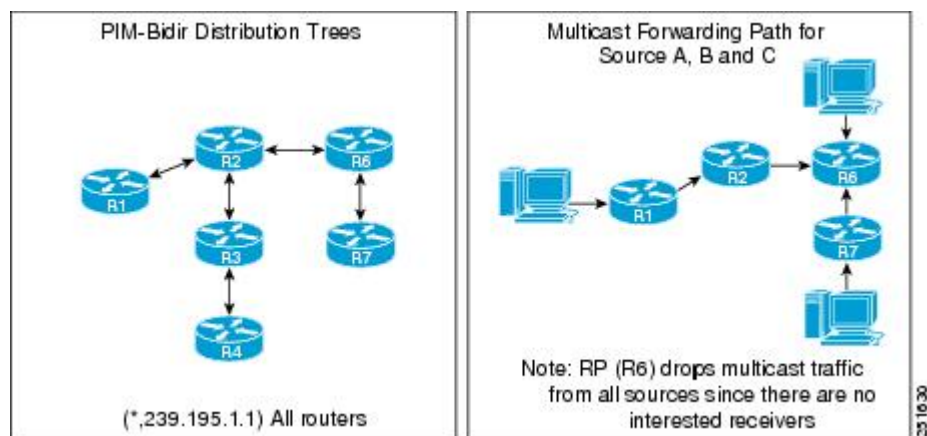 PIM-Bidir Distribution Trees
R2
R6
R1
R3
R7
R4
(*,239.195.1.1) All routers
Multicast Forwarding Path for
Source A, B and C
R2
R6
R1
R7
Note: RP (R6) drops multicast traffic
from all sources since there are no
interested receivers
251630